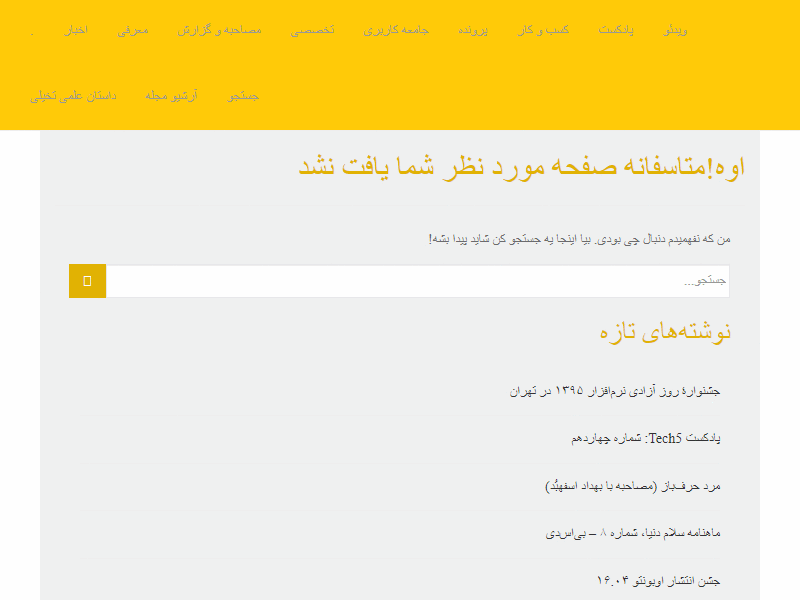 ویدئو پادکست کسب و کار پرونده جامعه کاربری تخصصی مصاحبه و گزارش معرفی اخبار .
جستجو آرشیو مجله داستان علمی تخیلی
اوه!متاسفانه صفحه مورد نظر شما یافت نشد
من که نفهمیدم دنبال چی بودی. بیا اینجا یه جستجو کن شاید پیدا بشه!
جستجو...
نوشته‌های تازه
جشنوارهٔ روز آزادی نرم‌افزار ۱۳۹۵ در تهران
پادکست Tech5: شماره چهاردهم
مرد حرف‌باز (مصاحبه با بهداد اسفهبُد)
ماهنامه سلام دنیا، شماره ۸ – بی‌اس‌دی
جشن انتشار اوبونتو ۱۶.۰۴